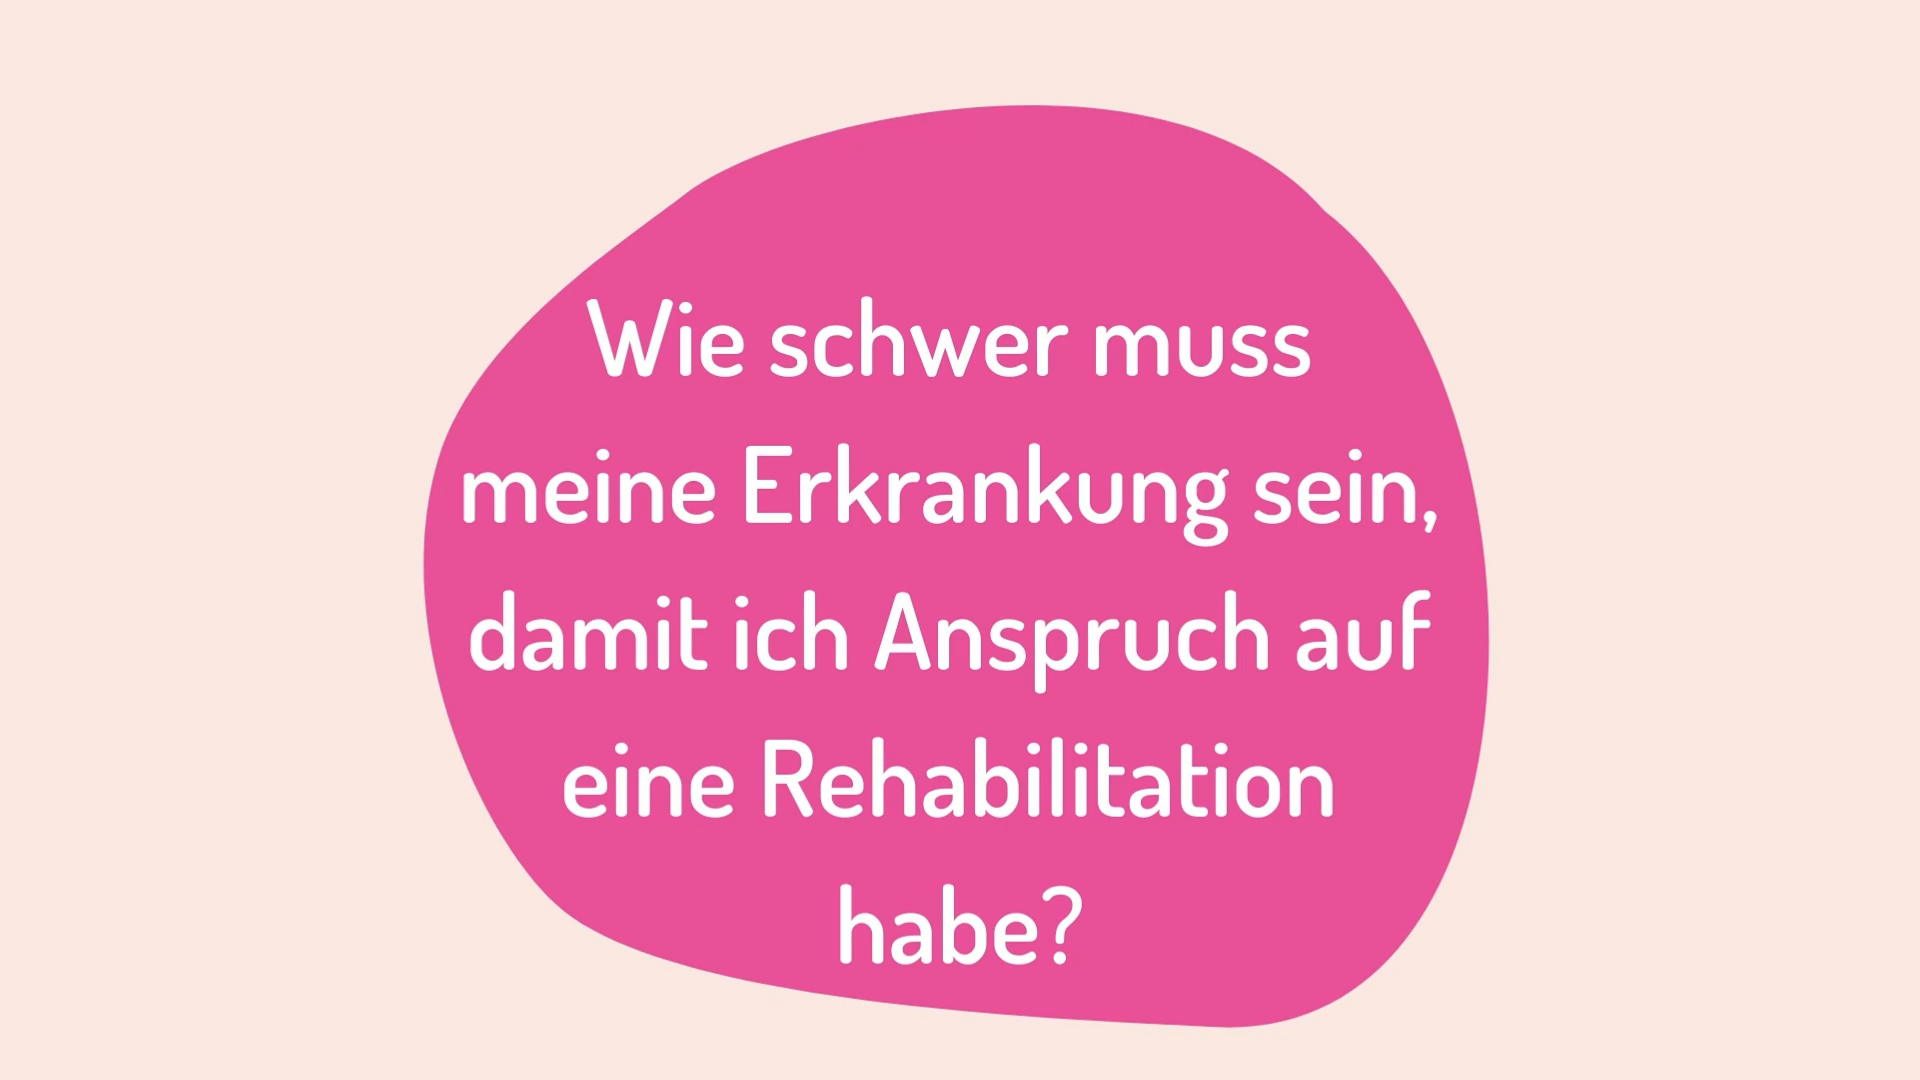 Wie schwer muss
meine Erkrankung sein,
damit ich Anspruch auf
eine Rehabilitation
habe?